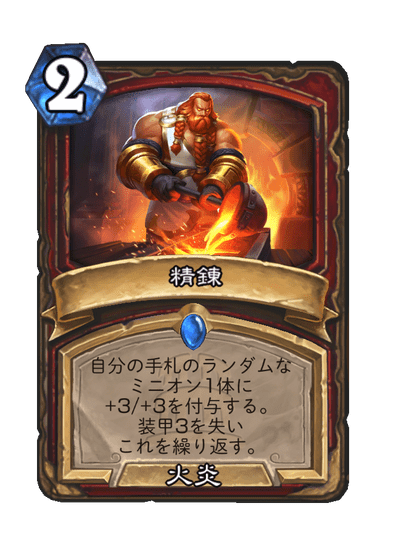 2
精錬
自分の手札のランダムな
ミニオン1体に
+3/+3を付与する。
装甲3を失い
これを繰り返す。
火炎